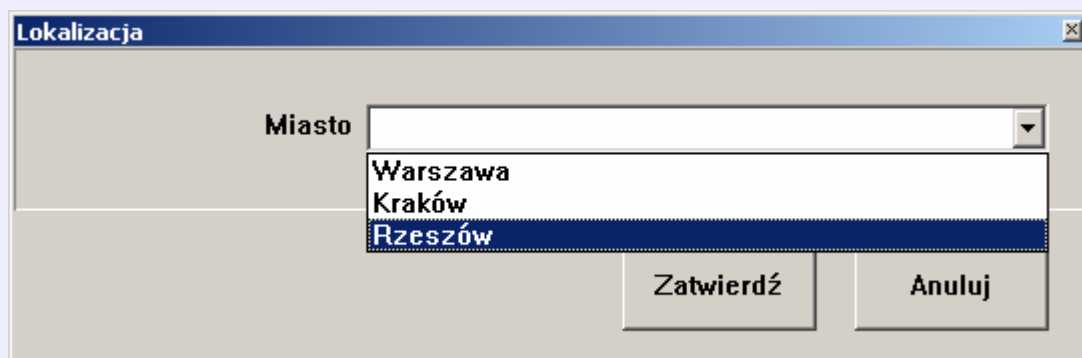 Lokalizacja
Miasto
Warszawa
Kraków
Rzeszów
Zatwierdź
Anuluj